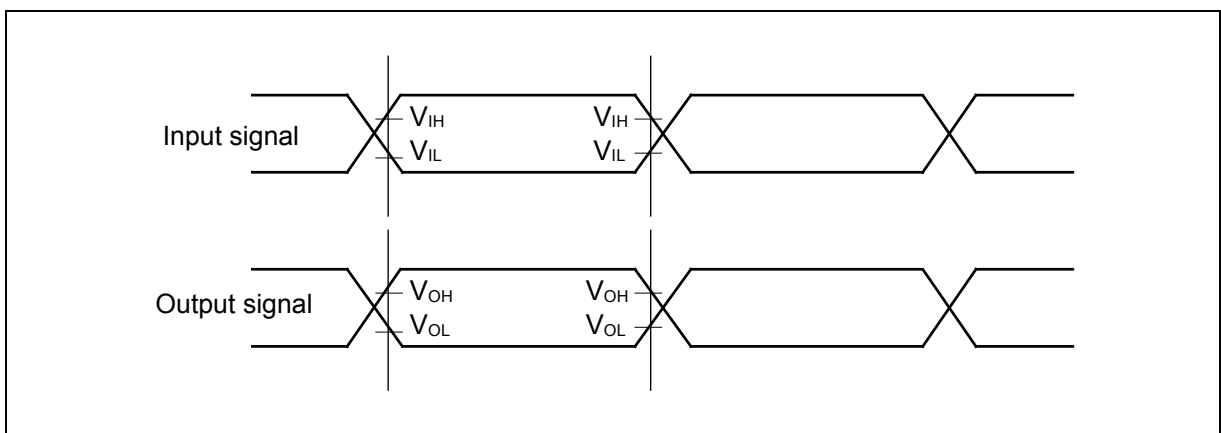 Input signal
VIH VIH
VIL VIL
Output signal
VOH VOH
VOL VOL